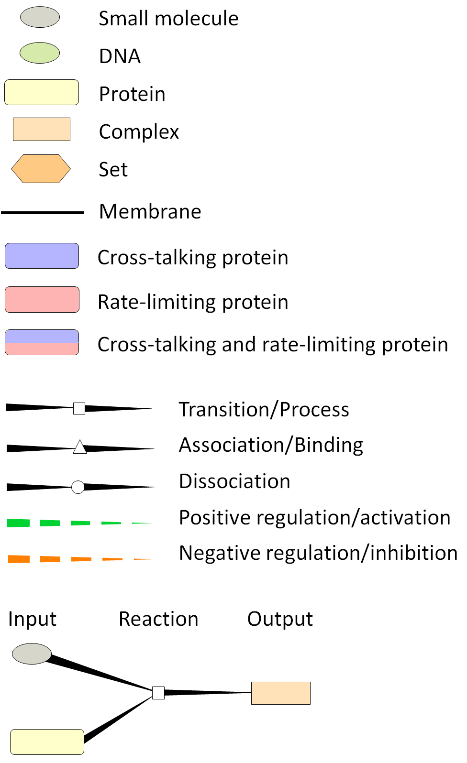 Small molecule
DNA
Protein
Complex
Set
Membrane
Cross-talking protein
Rate-limiting protein
Cross-talking and rate-limiting protein
Transition/Process
Association/Binding
Dissociation
Positive regulation/activation
Negative regulation/inhibition
Input Reaction Output